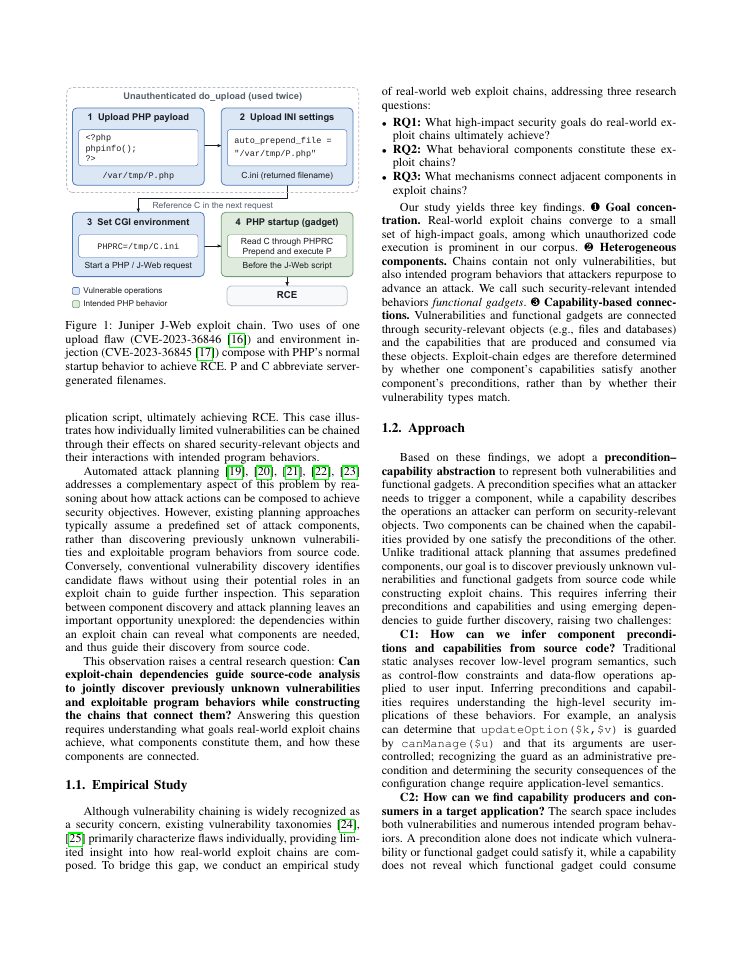 Unauthenticated do_upload (used twice)
1 Upload PHP payload
<?php
phpinfo();
?>
/var/tmp/P.php
2 Upload INI settings
auto_prepend_file =
"/var/tmp/P.php"
C.ini (returned filename)
Reference C in the next request
3 Set CGI environment
PHPRC=/tmp/C.ini
Start a PHP / J-Web request
4 PHP startup (gadget)
Read C through PHPRC
Prepend and execute P
Before the J-Web script
Vulnerable operations
Intended PHP behavior
RCE
Figure 1: Juniper J-Web exploit chain. Two uses of one
upload flaw (CVE-2023-36846 [16]) and environment in-
jection (CVE-2023-36845 [17]) compose with PHP's normal
startup behavior to achieve RCE. P and C abbreviate server-
generated filenames.
plication script, ultimately achieving RCE. This case illus-
trates how individually limited vulnerabilities can be chained
through their effects on shared security-relevant objects and
their interactions with intended program behaviors.
Automated attack planning [19], [20], [21], [22], [23]
addresses a complementary aspect of this problem by rea-
soning about how attack actions can be composed to achieve
security objectives. However, existing planning approaches
typically assume a predefined set of attack components,
rather than discovering previously unknown vulnerabili-
ties and exploitable program behaviors from source code.
Conversely, conventional vulnerability discovery identifies
candidate flaws without using their potential roles in an
exploit chain to guide further inspection. This separation
between component discovery and attack planning leaves an
important opportunity unexplored: the dependencies within
an exploit chain can reveal what components are needed,
and thus guide their discovery from source code.
This observation raises a central research question: Can
exploit-chain dependencies guide source-code analysis
to jointly discover previously unknown vulnerabilities
and exploitable program behaviors while constructing
the chains that connect them? Answering this question
requires understanding what goals real-world exploit chains
achieve, what components constitute them, and how these
components are connected.
1.1. Empirical Study
Although vulnerability chaining is widely recognized as
a security concern, existing vulnerability taxonomies [24],
[25] primarily characterize flaws individually, providing lim-
ited insight into how real-world exploit chains are com-
posed. To bridge this gap, we conduct an empirical study
of real-world web exploit chains, addressing three research
questions:
• RQ1: What high-impact security goals do real-world ex-
ploit chains ultimately achieve?
• RQ2: What behavioral components constitute these ex-
ploit chains?
• RQ3: What mechanisms connect adjacent components in
exploit chains?
Our study yields three key findings. ❶ Goal concen-
tration. Real-world exploit chains converge to a small
set of high-impact goals, among which unauthorized code
execution is prominent in our corpus. ❷ Heterogeneous
components. Chains contain not only vulnerabilities, but
also intended program behaviors that attackers repurpose to
advance an attack. We call such security-relevant intended
behaviors functional gadgets. ❸ Capability-based connec-
tions. Vulnerabilities and functional gadgets are connected
through security-relevant objects (e.g., files and databases)
and the capabilities that are produced and consumed via
these objects. Exploit-chain edges are therefore determined
by whether one component's capabilities satisfy another
component's preconditions, rather than by whether their
vulnerability types match.
1.2. Approach
Based on these findings, we adopt a precondition–
capability abstraction to represent both vulnerabilities and
functional gadgets. A precondition specifies what an attacker
needs to trigger a component, while a capability describes
the operations an attacker can perform on security-relevant
objects. Two components can be chained when the capabil-
ities provided by one satisfy the preconditions of the other.
Unlike traditional attack planning that assumes predefined
components, our goal is to discover previously unknown vul-
nerabilities and functional gadgets from source code while
constructing exploit chains. This requires inferring their
preconditions and capabilities and using emerging depen-
dencies to guide further discovery, raising two challenges:
C1: How can we infer component precondi-
tions and capabilities from source code? Traditional
static analyses recover low-level program semantics, such
as control-flow constraints and data-flow operations ap-
plied to user input. Inferring preconditions and capabil-
ities requires understanding the high-level security im-
plications of these behaviors. For example, an analysis
can determine that updateOption($k,$v) is guarded
by canManage($u) and that its arguments are user-
controlled; recognizing the guard as an administrative pre-
condition and determining the security consequences of the
configuration change require application-level semantics.
C2: How can we find capability producers and con-
sumers in a target application? The search space includes
both vulnerabilities and numerous intended program behav-
iors. A precondition alone does not indicate which vulnera-
bility or functional gadget could satisfy it, while a capability
does not reveal which functional gadget could consume